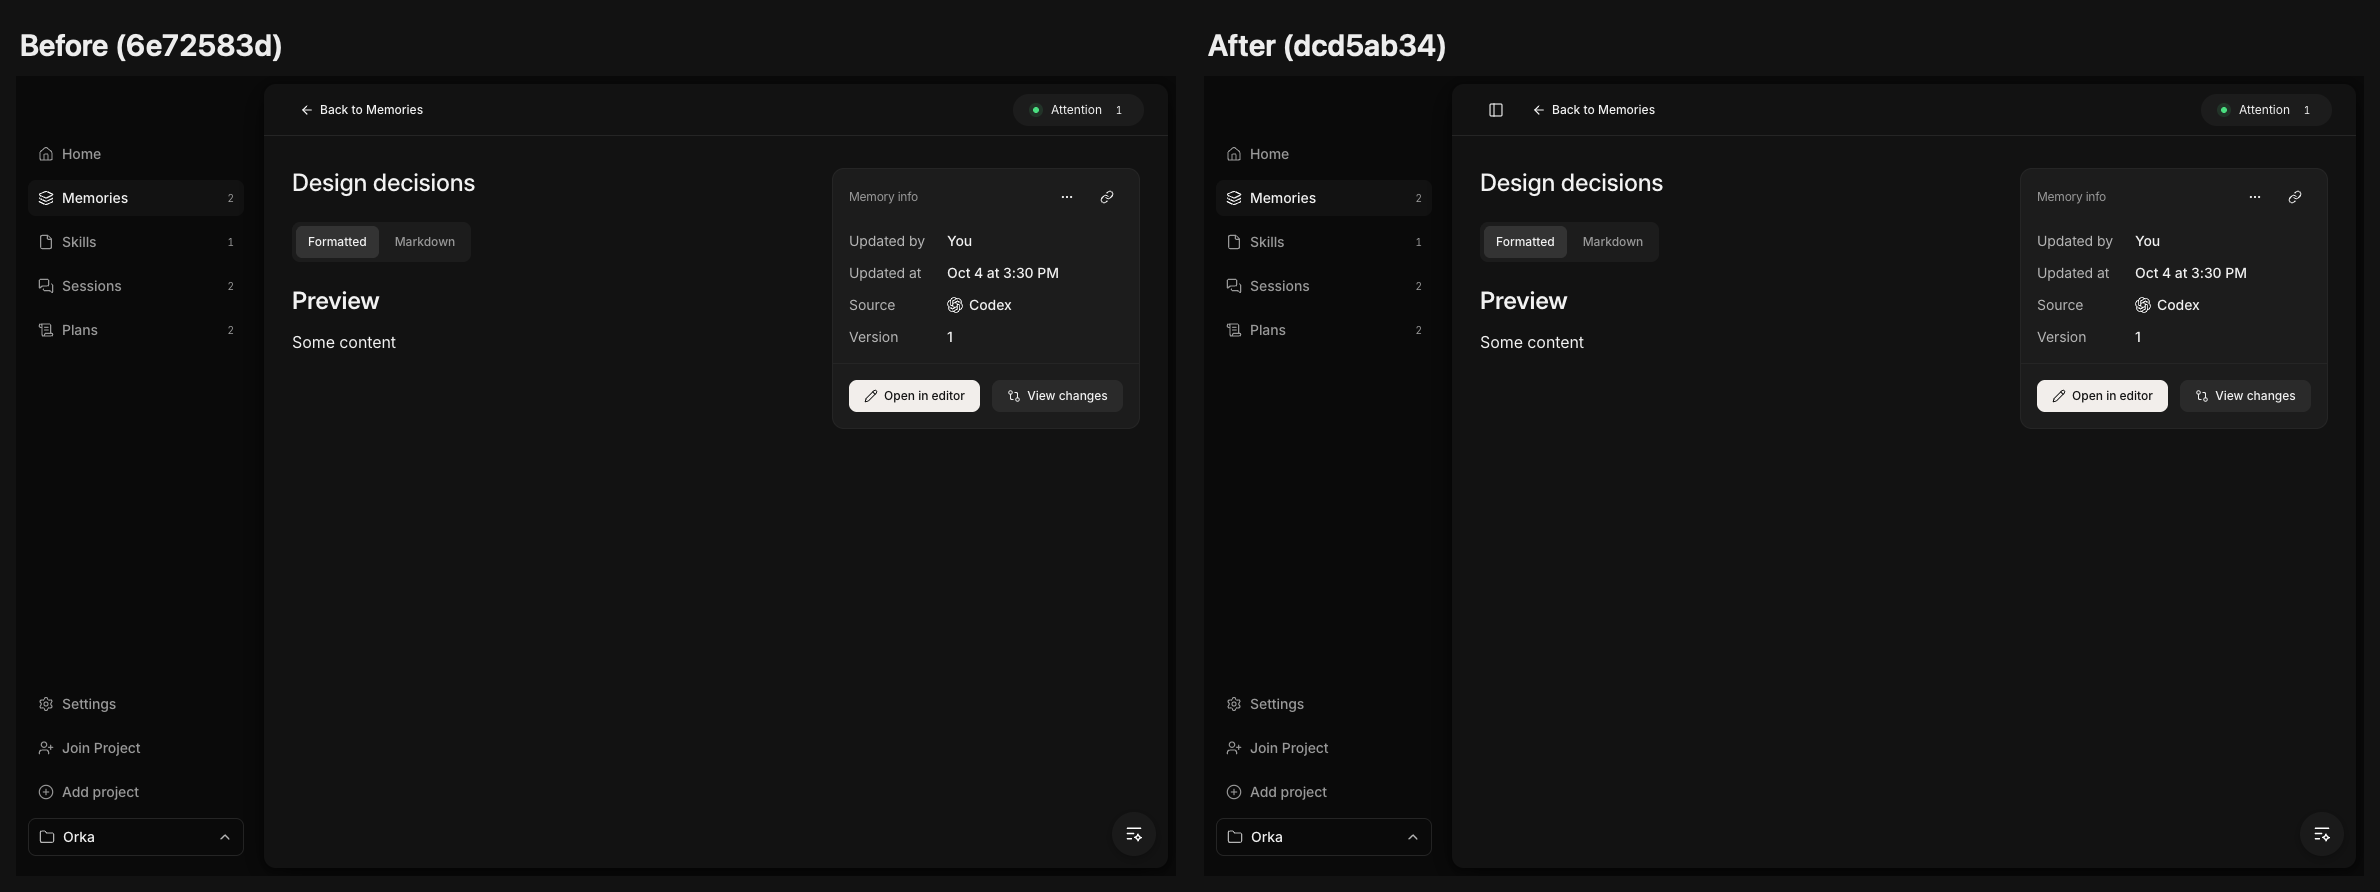 Before (6e72583d)
Back to Memories
Attention 1
Home
Memories 2
Skills 1
Sessions 2
Plans 2
Settings
Join Project
Add project
Orka
Design decisions
Formatted Markdown
Preview
Some content
Memory info
Updated by You
Updated at Oct 4 at 3:30 PM
Source Codex
Version 1
Open in editor View changes
After (dcd5ab34)
Back to Memories
Attention 1
Home
Memories 2
Skills 1
Sessions 2
Plans 2
Settings
Join Project
Add project
Orka
Design decisions
Formatted Markdown
Preview
Some content
Memory info
Updated by You
Updated at Oct 4 at 3:30 PM
Source Codex
Version 1
Open in editor View changes